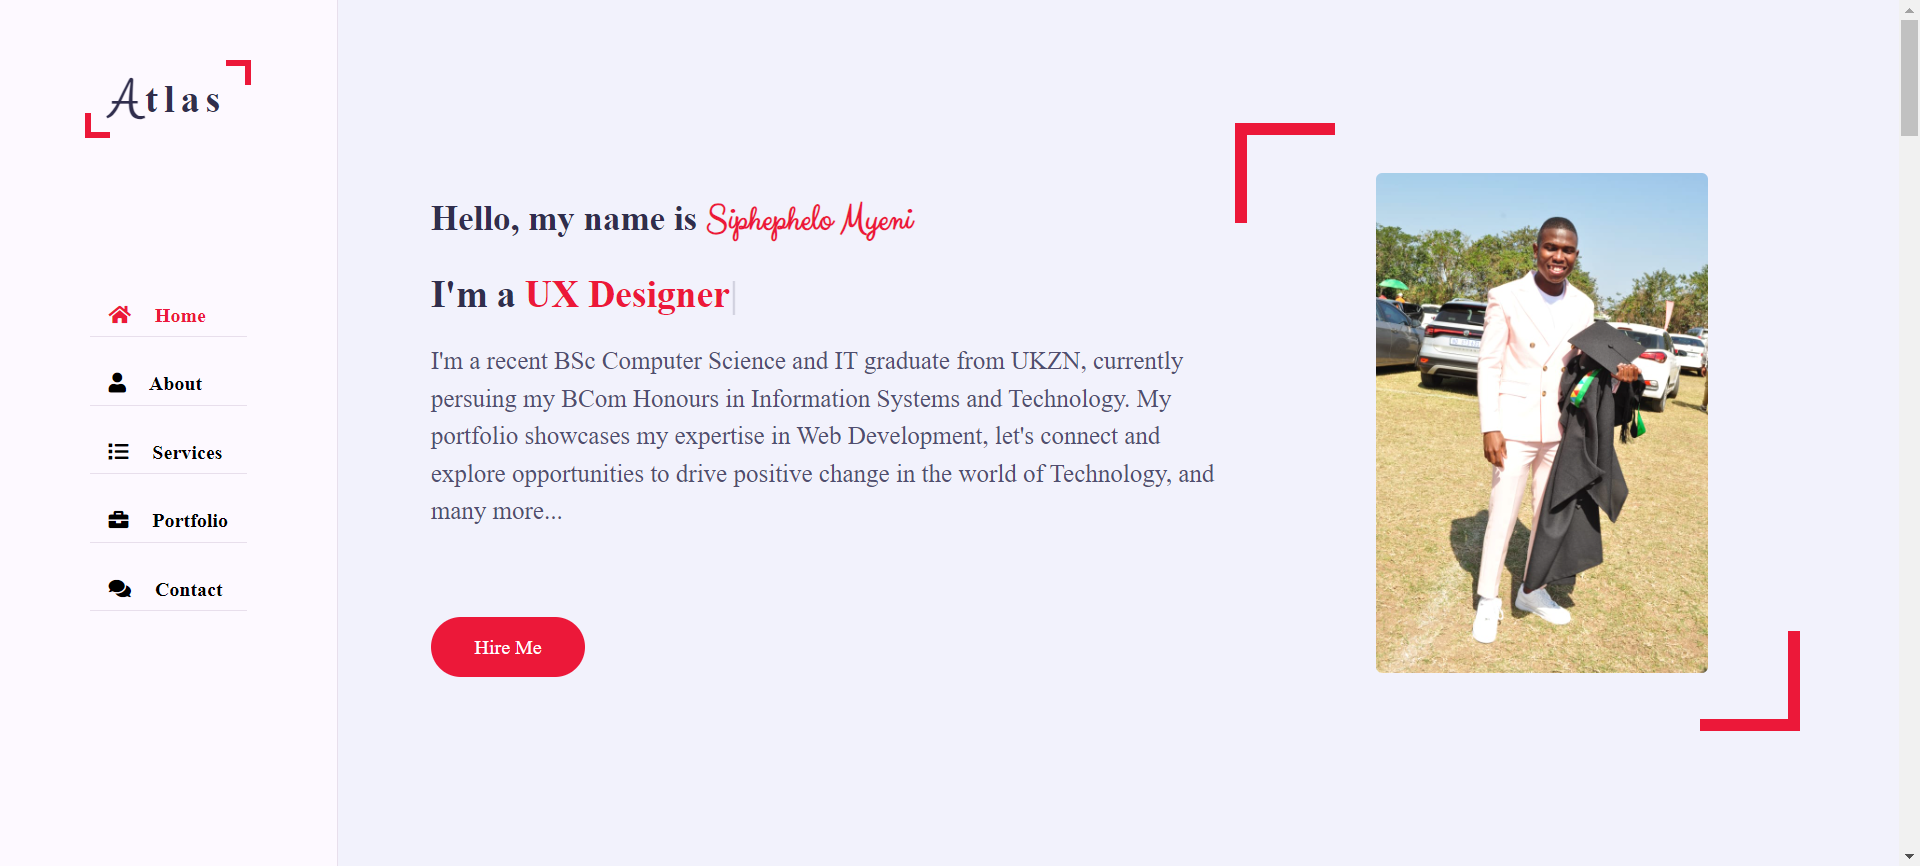 Atlas
Home
About
Services
Portfolio
Contact
Hello, my name is Siphephelo Myeni
I'm a UX Designer|
I'm a recent BSc Computer Science and IT graduate from UKZN, currently
persuing my BCom Honours in Information Systems and Technology. My
portfolio showcases my expertise in Web Development, let's connect and
explore opportunities to drive positive change in the world of Technology, and
many more...
Hire Me